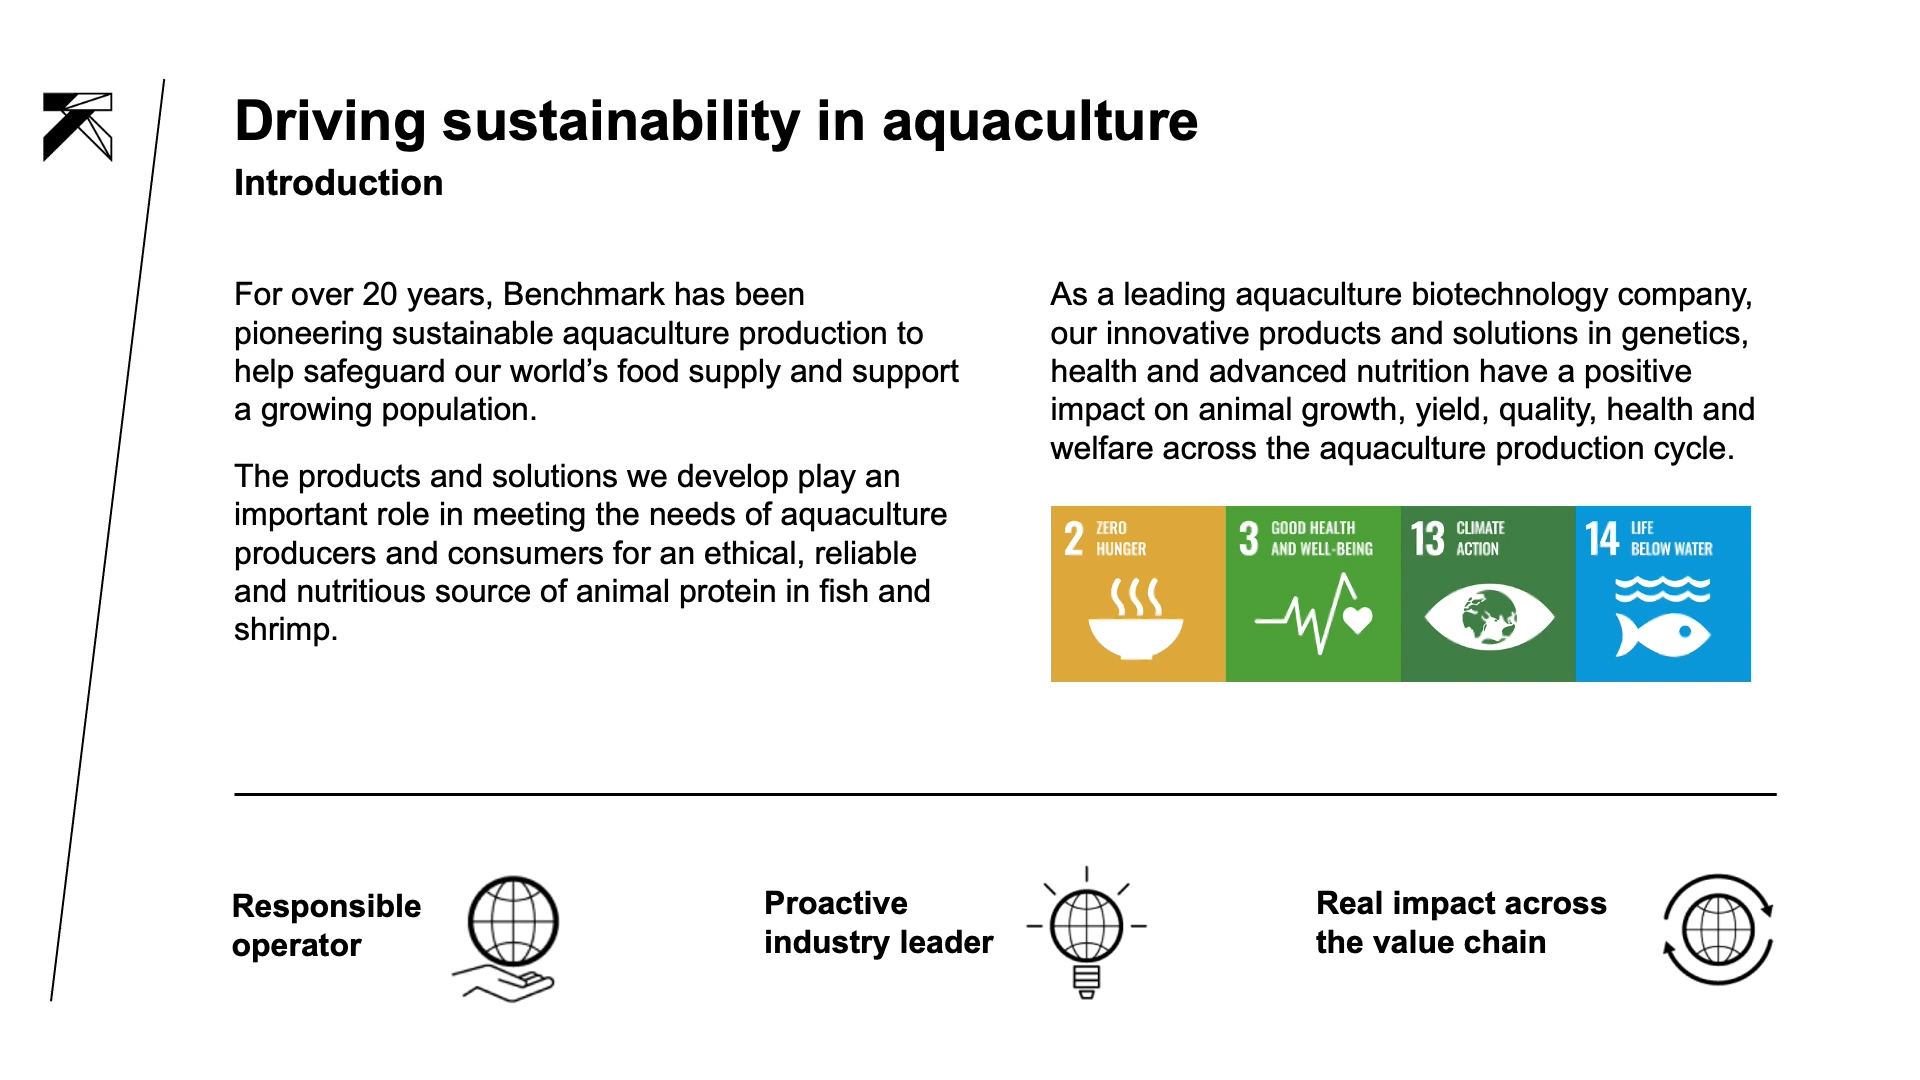 Driving sustainability in aquaculture
Introduction
For over 20 years, Benchmark has been
pioneering sustainable aquaculture production to
help safeguard our world’s food supply and support
a growing population.
The products and solutions we develop play an
important role in meeting the needs of aquaculture
producers and consumers for an ethical, reliable
and nutritious source of animal protein in fish and
shrimp.
As a leading aquaculture biotechnology company,
our innovative products and solutions in genetics,
health and advanced nutrition have a positive
impact on animal growth, yield, quality, health and
welfare across the aquaculture production cycle.
2 ZERO
HUNGER
3 GOOD HEALTH
AND WELL-BEING
13 CLIMATE
ACTION
14 LIFE
BELOW WATER
Responsible
operator
Proactive
industry leader
Real impact across
the value chain